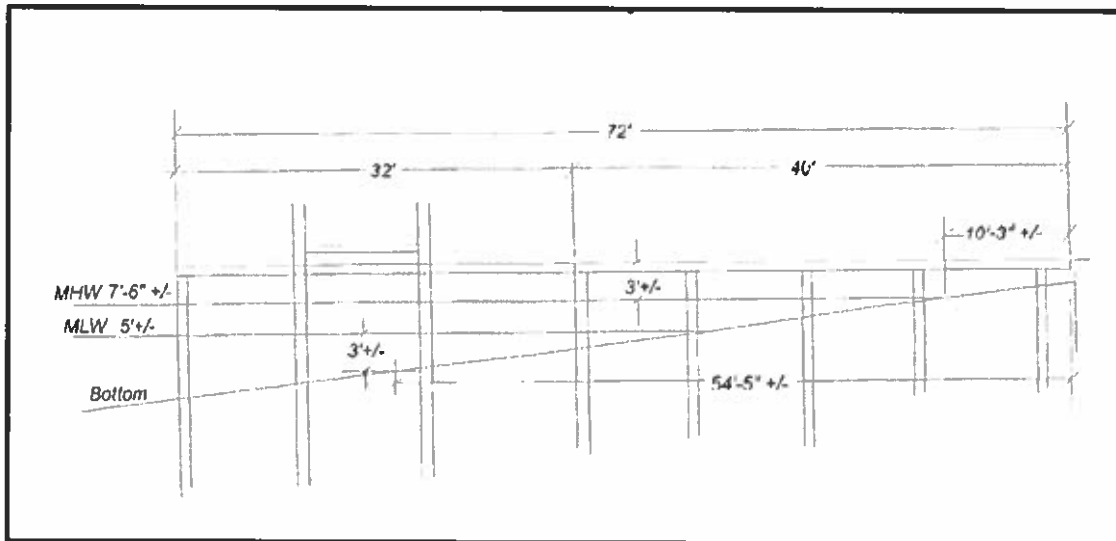 72'
32'
40'
10'-3" +/-
MHW 7'-6" +/-
3'+/-
MLW 5'+/-
3'+/-
54'-5" +/-
Bottom